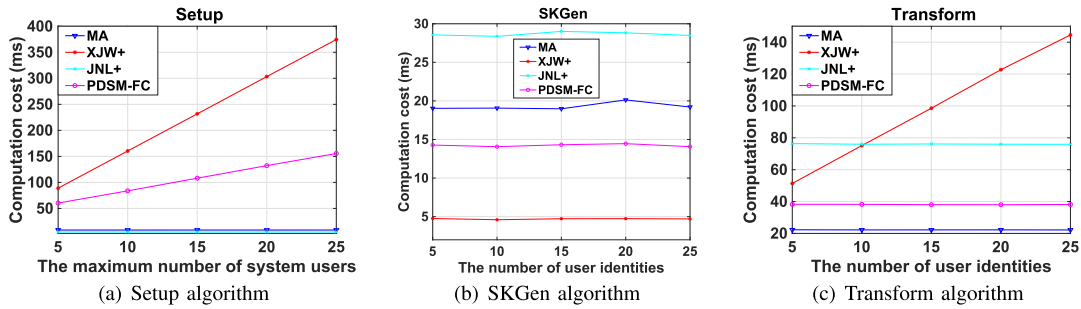 Setup
Computation cost (ms)
400
350
300
250
200
150
100
50
MA
XJW+
JNL+
PDSM-FC
5 10 15 20 25
The maximum number of system users
(a) Setup algorithm
SKGen
Computation cost (ms)
30
25
20
15
10
5
MA
XJW+
JNL+
PDSM-FC
5 10 15 20 25
The number of user identities
(b) SKGen algorithm
Transform
Computation cost (ms)
140
120
100
80
60
40
20
MA
XJW+
JNL+
PDSM-FC
5 10 15 20 25
The number of user identities
(c) Transform algorithm